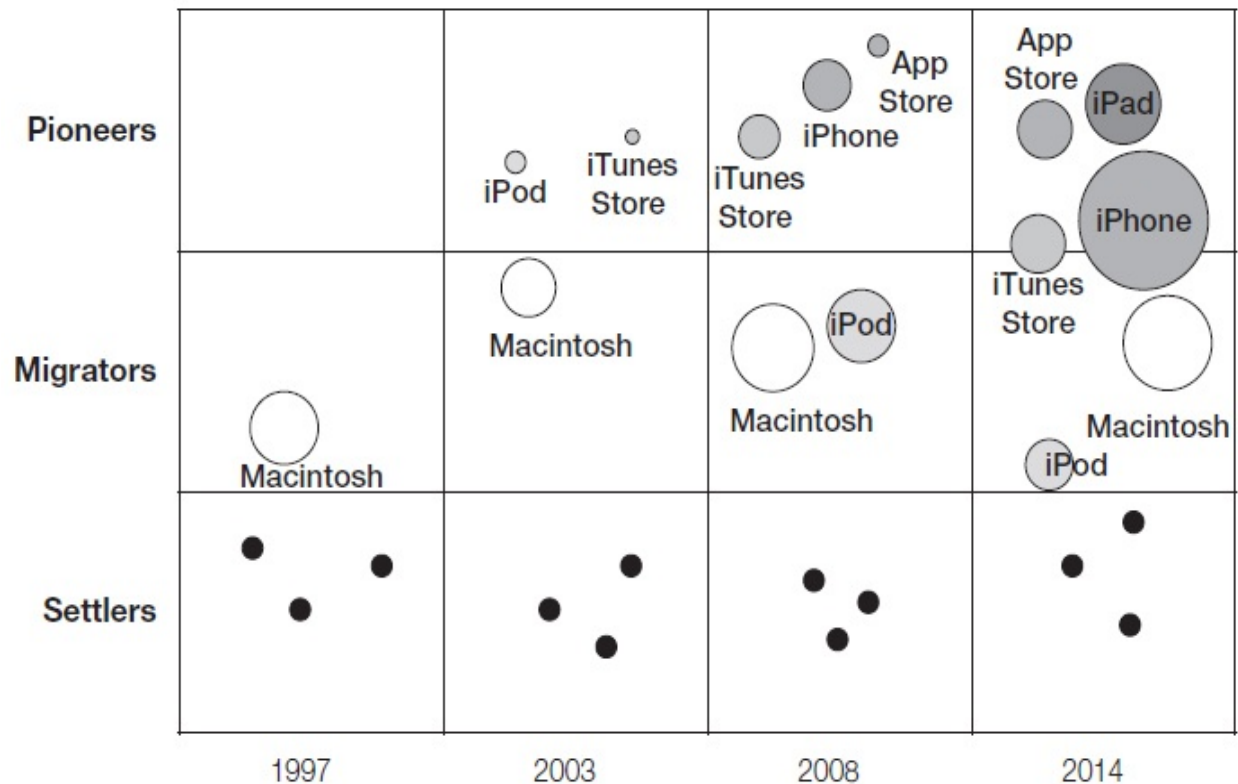 Pioneers
iPod
iTunes
Store
iTunes
Store
iPhone
App
Store
App
Store
iPad
iPhone
iTunes
Store
Migrators
Macintosh
Macintosh
Macintosh
iPod
Macintosh
iPod
Settlers
1997 2003 2008 2014